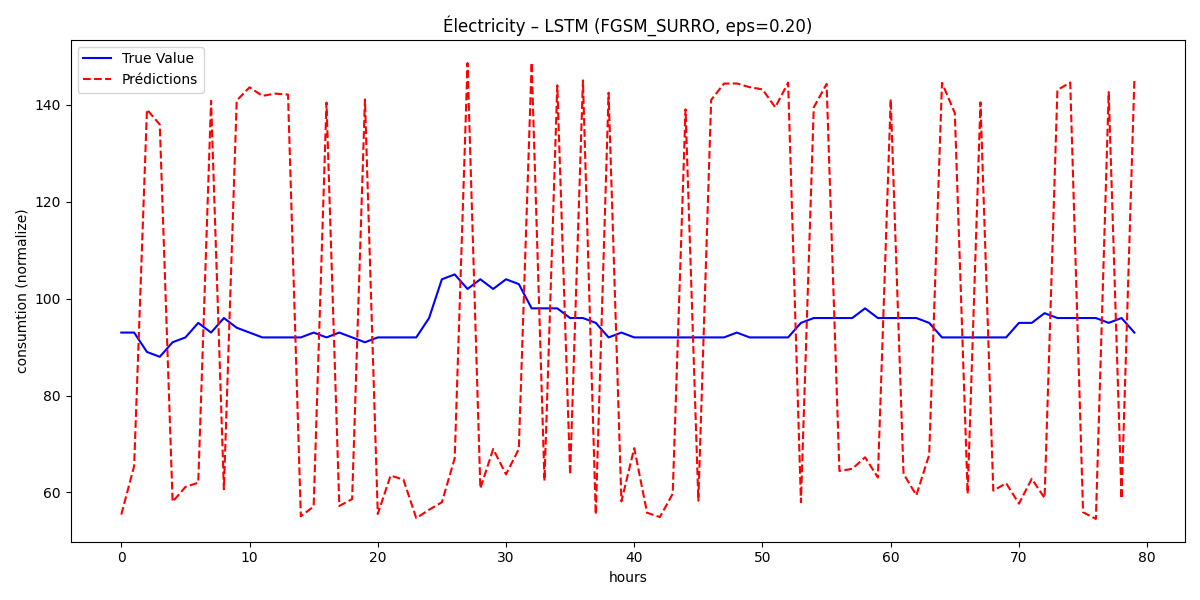 Électricity – LSTM (FGSM_SURRO, eps=0.20)
True Value
Prédictions
consumtion (normalize)
140
120
100
80
60
0 10 20 30 40 50 60 70 80
hours